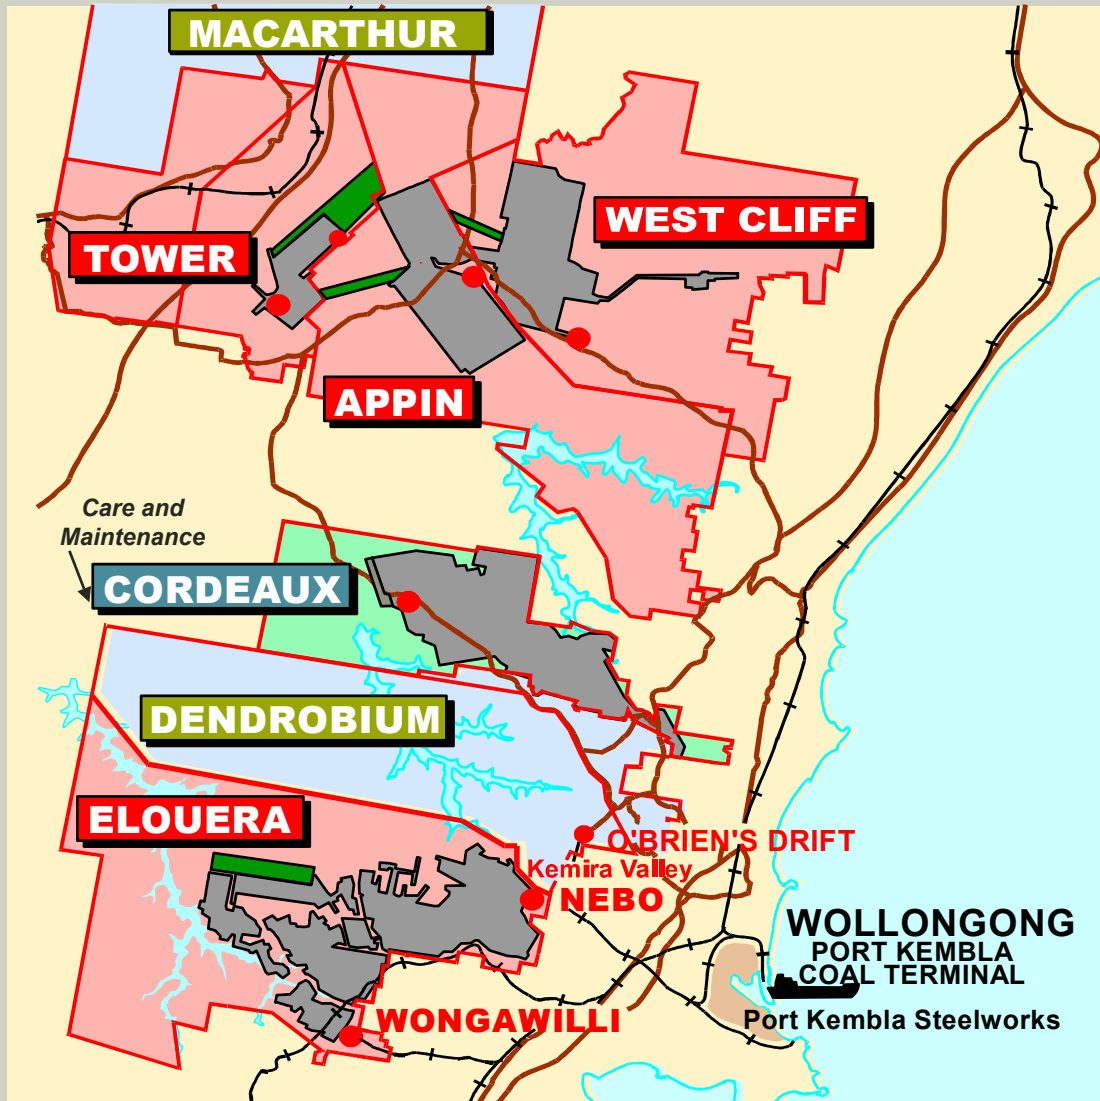 MACARTHUR
WEST CLIFF
TOWER
APPIN
Care and
Maintenance
CORDEAUX
DENDROBIUM
ELOUERA
O'BRIEN'S DRIFT
Kemira Valley
NEBO
WOLLONGONG
PORT KEMBLA
COAL TERMINAL
WONGAWILLI
Port Kembla Steelworks